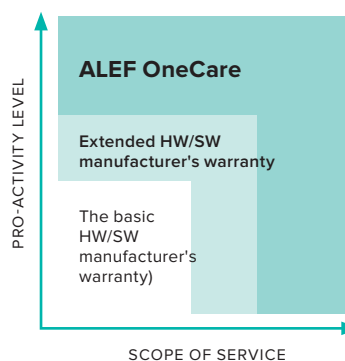 PRO-ACTIVITY LEVEL
ALEF OneCare
Extended HW/SW
manufacturer's warranty
The basic
HW/SW
manufacturer's
warranty)
SCOPE OF SERVICE